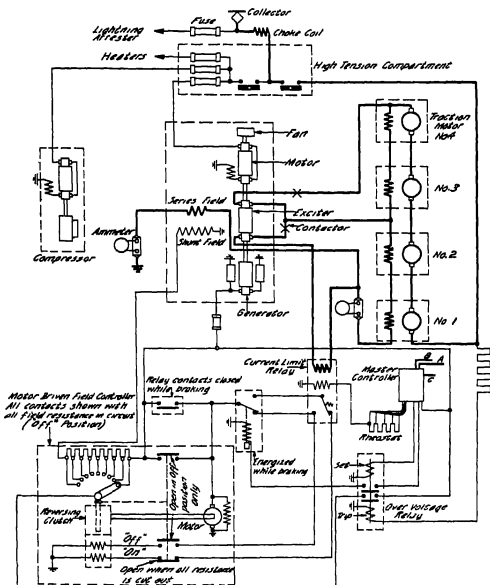 Collector
Lightning
Arrester
Fuse
Choke Coil
Heaters
High Tension Compartment
Fan
Motor
Traction
Motor
No4
No.3
No.2
No 1
Series Field
Exciter
Contactor
Ammeter
Shunt Field
Compressor
Generator
Current Limit
Relay
Master
Controller
B
A
C
Rheostat
Motor Driven Field Controller
All contacts shown with
all field resistance in circuit
("Off" Position)
Relay contacts closed
while braking
Energized
while braking
Open in Off
position
only
Motor
Reversing
Clutch
"Off"
"On"
Open when all resistance
is cut out
Set
Trip
Over Voltage
Relay